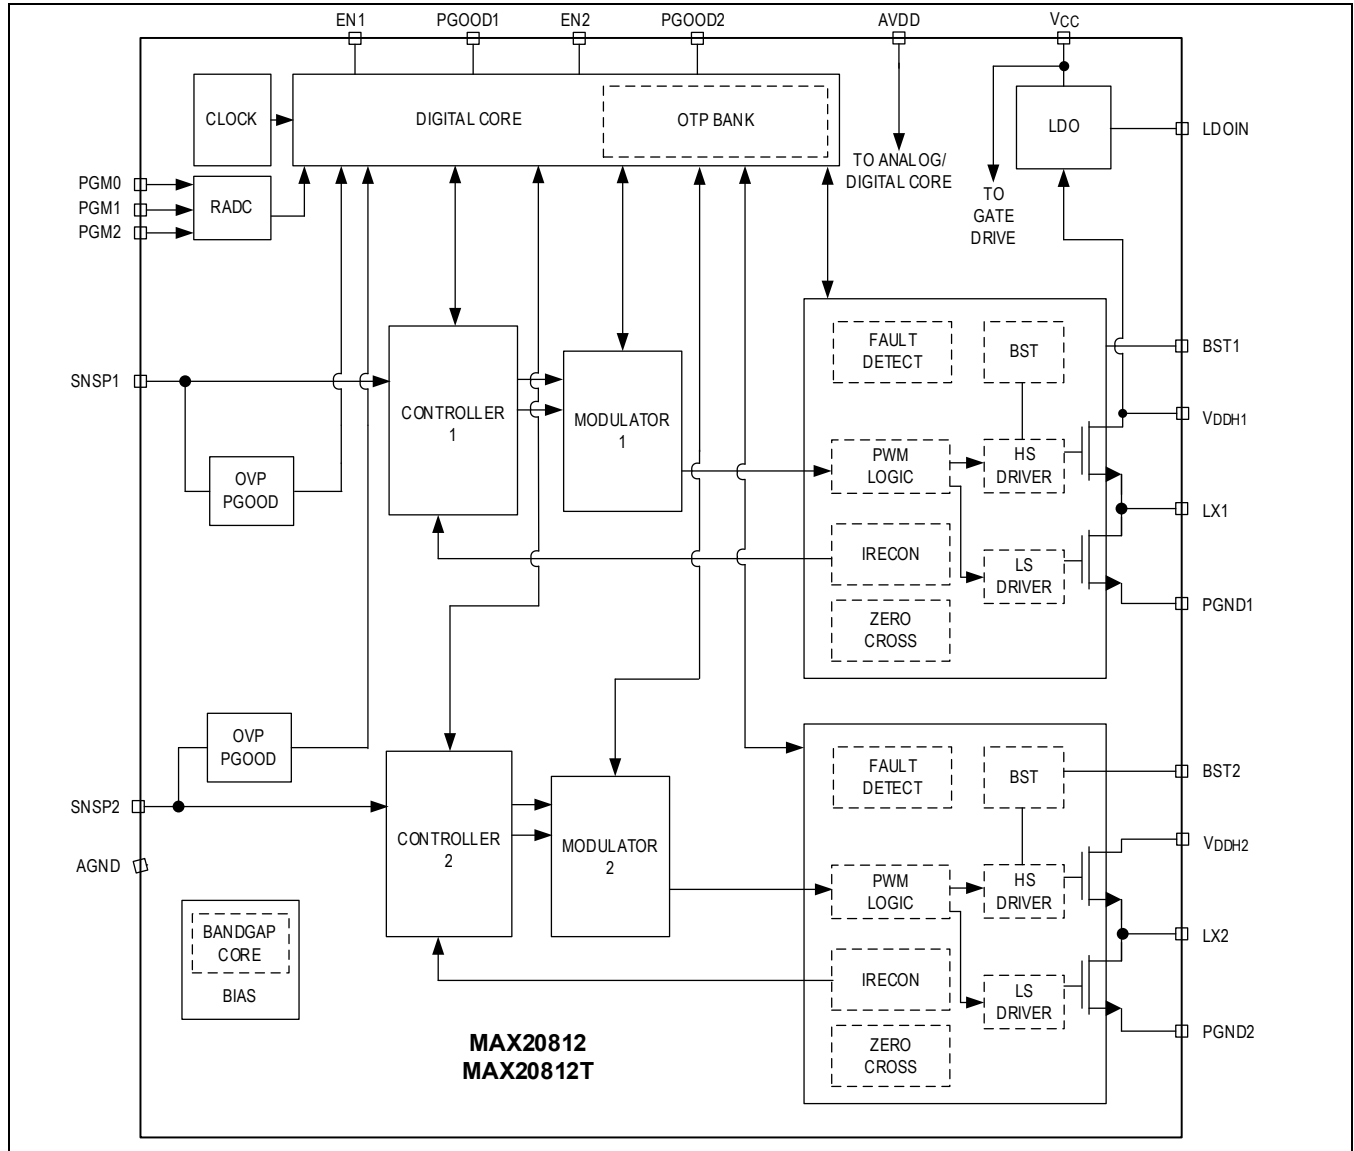 EN1
PGOOD1
EN2
PGOOD2
AVDD
VCC
CLOCK
DIGITAL CORE
OTP BANK
LDO
LDOIN
TO ANALOG/
DIGITAL CORE
TO
GATE
DRIVE
PGM0
PGM1
PGM2
RADC
SNSP1
OVP
PGOOD
CONTROLLER
1
MODULATOR
1
FAULT
DETECT
BST
BST1
VDDH1
PWM
LOGIC
HS
DRIVER
LX1
IRECON
LS
DRIVER
PGND1
ZERO
CROSS
OVP
PGOOD
SNSP2
AGND
CONTROLLER
2
MODULATOR
2
FAULT
DETECT
BST
BST2
VDDH2
PWM
LOGIC
HS
DRIVER
LX2
IRECON
LS
DRIVER
PGND2
ZERO
CROSS
BANDGAP
CORE
BIAS
MAX20812
MAX20812T